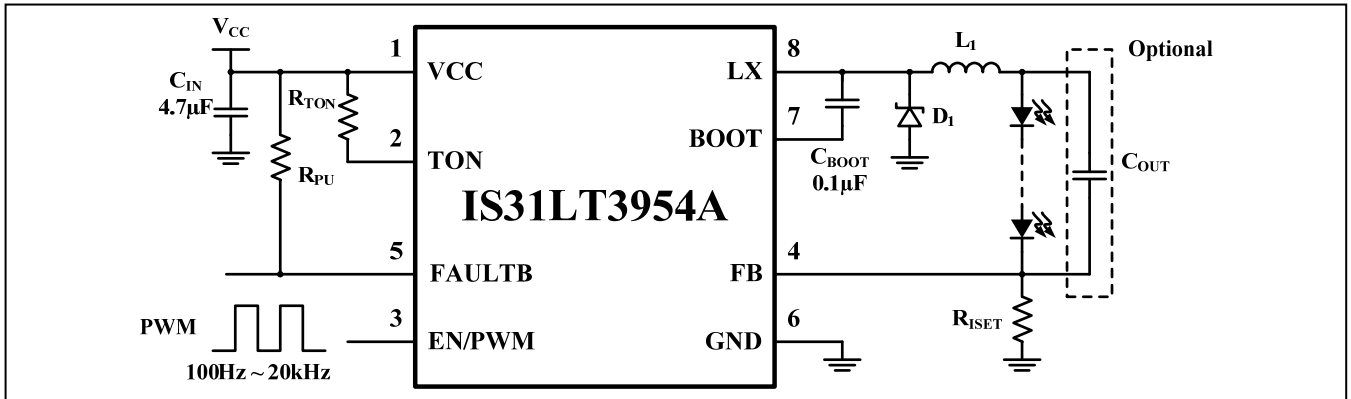 VCC
CIN
4.7µF
RTON
RPU
1
VCC
2
TON
IS31LT3954A
5
FAULTB
PWM
3
EN/PWM
100Hz ~ 20kHz
LX
8
BOOT
7
CBOOT
0.1µF
D1
L1
Optional
COUT
FB
4
GND
6
RISET